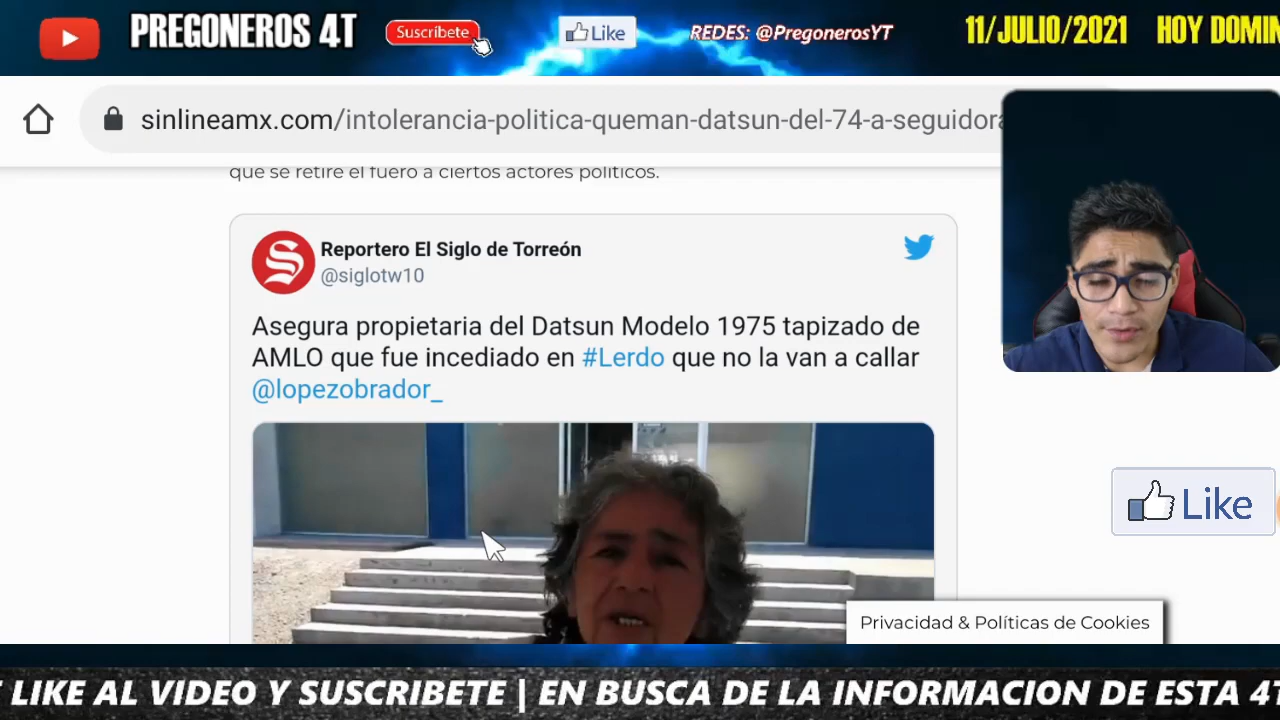 PREGONEROS 4T
Suscríbete
Like
REDES: @PregonerosYT
11/JULIO/2021 HOY DOMIN
sinlineamx.com/intolerancia-politica-queman-datsun-del-74-a-seguidora
que se retire el fuero a ciertos actores políticos.
Reportero El Siglo de Torreón
@siglotw10
Asegura propietaria del Datsun Modelo 1975 tapizado de
AMLO que fue incediado en #Lerdo que no la van a callar
@lopezobrador_
Like
Privacidad & Políticas de Cookies
LIKE AL VIDEO Y SUSCRIBETE | EN BUSCA DE LA INFORMACION DE ESTA 4T